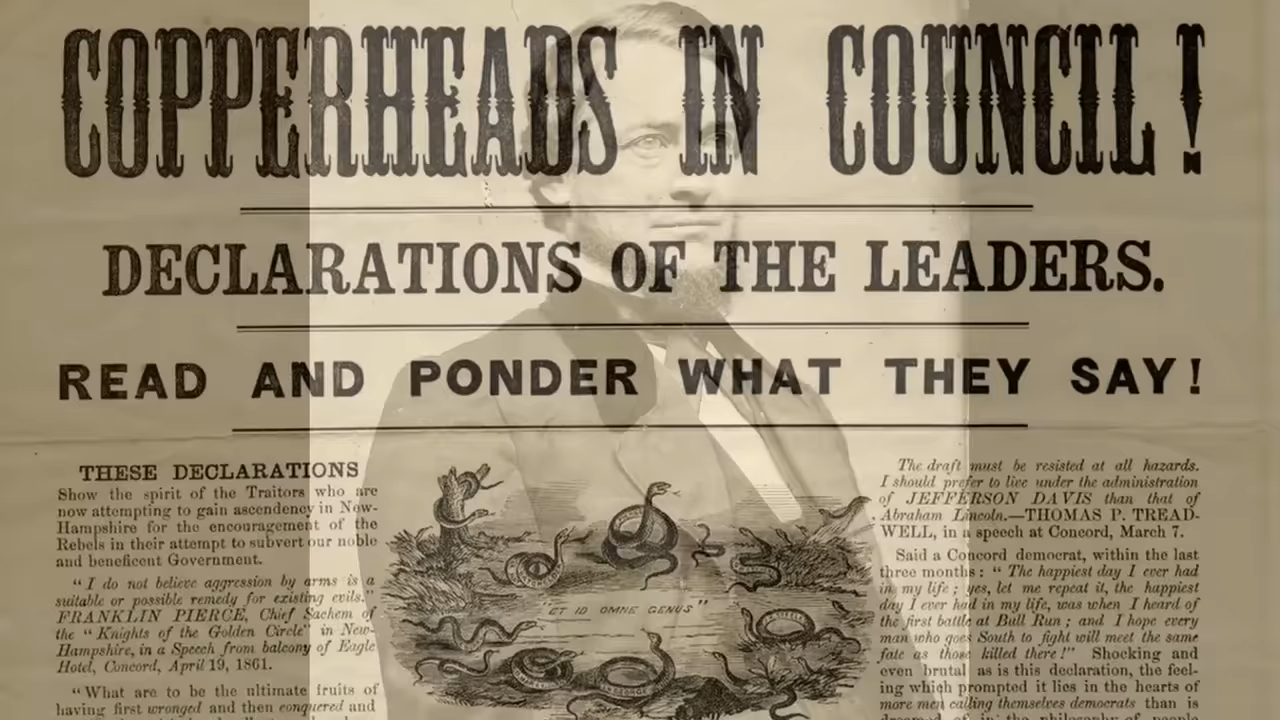 COPPERHEADS IN COUNCIL!
DECLARATIONS OF THE LEADERS.
READ AND PONDER WHAT THEY SAY!
THESE DECLARATIONS
Show the spirit of the Traitors who are
now attempting to gain ascendency in New-
Hampshire for the encouragement of the
Rebels in their attempt to subvert our noble
and beneficent Government.
"I do not believe aggression by arms is a
suitable or possible remedy for existing evils."
FRANKLIN PIERCE, Chief Sachem of
the "Knights of the Golden Circle" in New-
Hampshire, in a Speech from balcony of Eagle
Hotel, Concord, April 19, 1861.
"What are to be the ultimate fruits of
having first wronged and then conquered and
"ET ID OMNE GENUS"
The draft must be resisted at all hazards.
I should prefer to live under the administration
of JEFFERSON DAVIS than that of
Abraham Lincoln.—THOMAS P. TREAD-
WELL, in a speech at Concord, March 7.
Said a Concord democrat, within the last
three months: "The happiest day I ever had
in my life; yes, let me repeat it, the happiest
day I ever had in my life, was when I heard of
the first battle at Bull Run; and I hope every
man who goes South to fight will meet the same
fate as those killed there!" Shocking and
even brutal as is this declaration, the feel-
ing which prompted it lies in the hearts of
more men calling themselves democrats than is